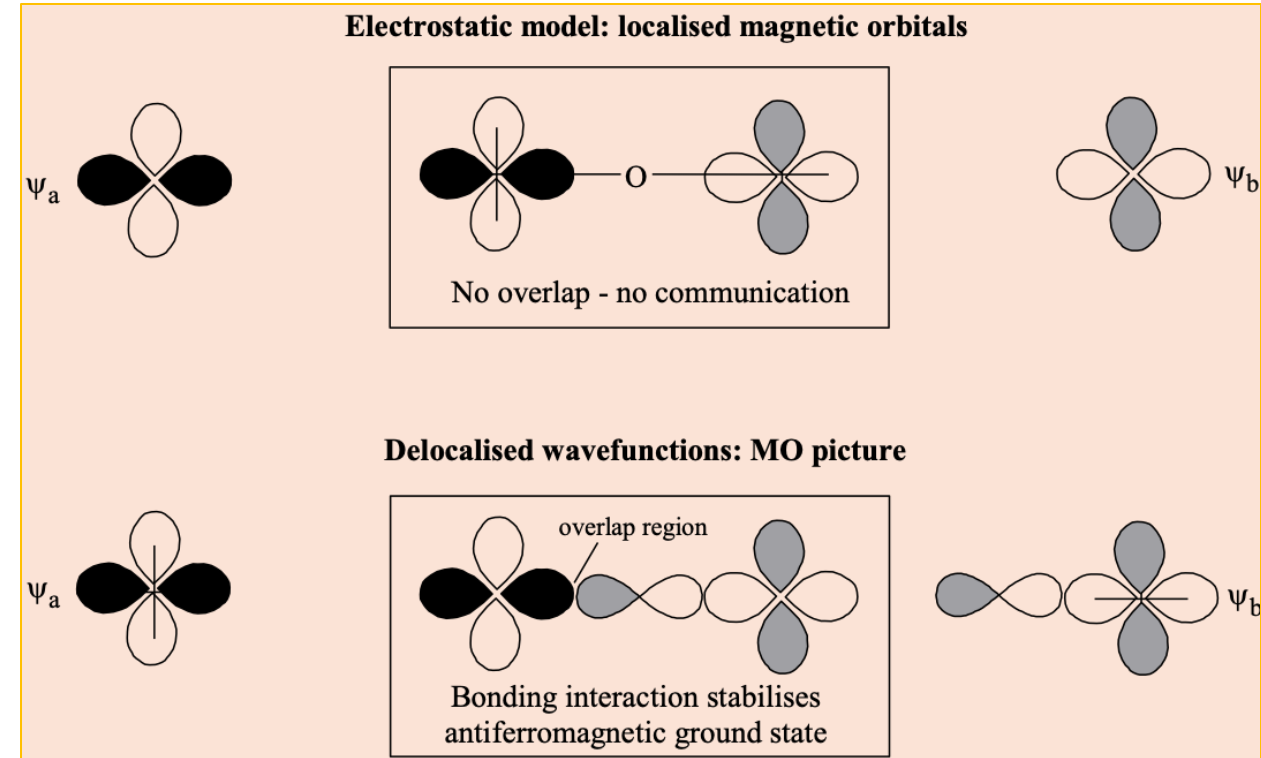 Electrostatic model: localised magnetic orbitals
ψa
O
ψb
No overlap - no communication
Delocalised wavefunctions: MO picture
overlap region
ψa
ψb
Bonding interaction stabilises
antiferromagnetic ground state